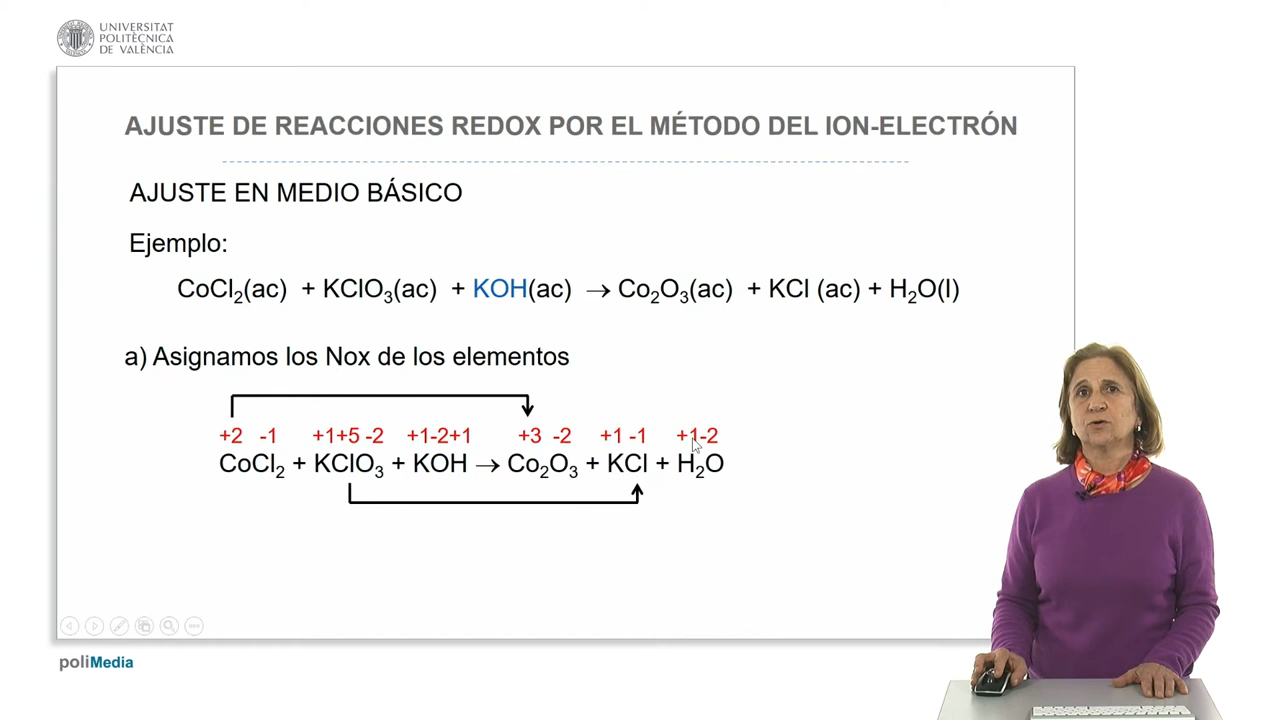 UNIVERSITAT
POLITÈCNICA
DE VALÈNCIA
AJUSTE DE REACCIONES REDOX POR EL MÉTODO DEL ION-ELECTRÓN
AJUSTE EN MEDIO BÁSICO
Ejemplo:
CoCl₂(ac) + KClO₃(ac) + KOH(ac) → Co₂O₃(ac) + KCl (ac) + H₂O(l)
a) Asignamos los Nox de los elementos
+2 -1 +1+5 -2 +1-2+1 +3 -2 +1 -1 +1-2
CoCl₂ + KClO₃ + KOH → Co₂O₃ + KCl + H₂O
poliMedia